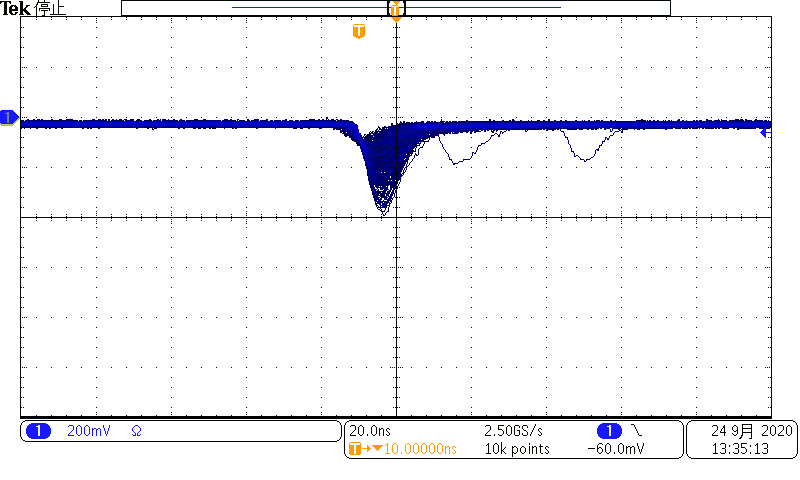 Tek 停止
T
T
1
1 200mV Ω
20.0ns 2.50GS/s 1 \
T→▼10.00000ns 10k points −60.0mV
24 9月 2020
13:35:13